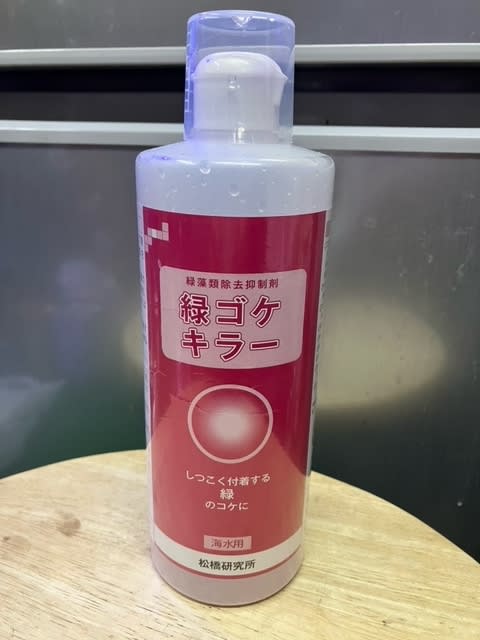 緑藻類除去抑制剤
緑ゴケ
キラー
しつこく付着する
緑
のコケに
海水用
松橋研究所